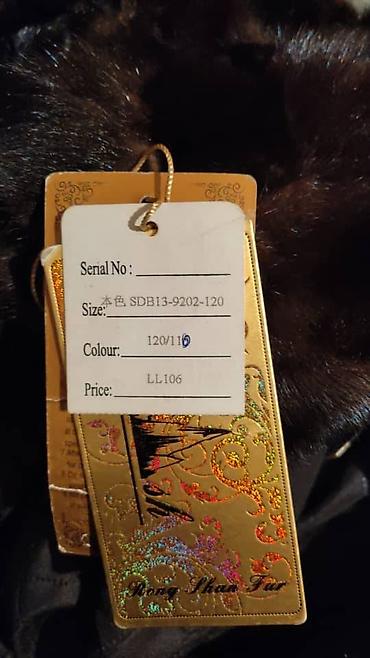 Serial No :
Size: 本色 SDB13-9202-120
Colour: 120/110
Price: LL106
Rong Shan Fur